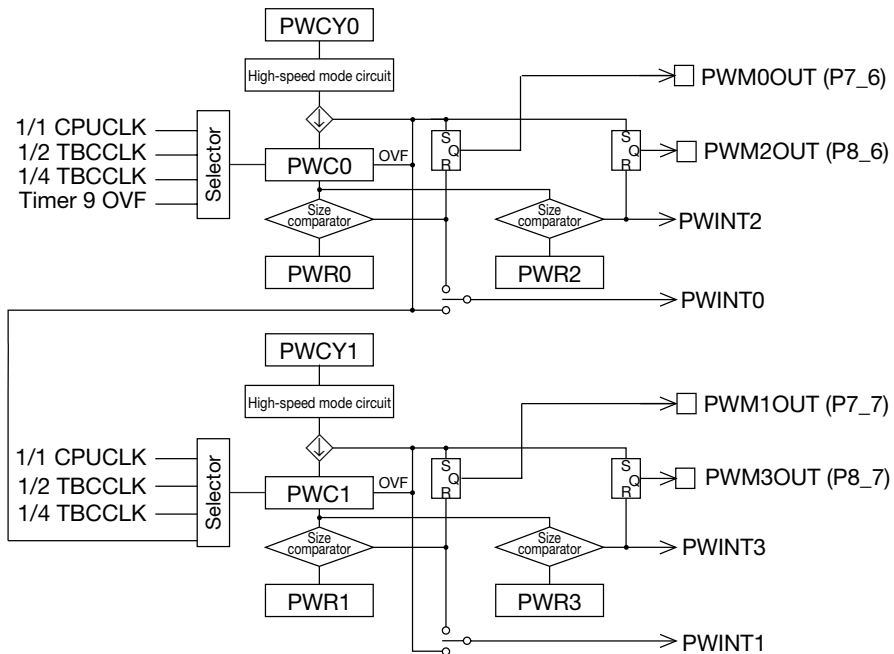 PWCY0
High-speed mode circuit
PWM0OUT (P7_6)
1/1 CPUCLK
1/2 TBCCLK
1/4 TBCCLK
Timer 9 OVF
Selector
PWC0
OVF
S
Q
R
S
Q
R
PWM2OUT (P8_6)
Size
comparator
Size
comparator
PWINT2
PWR0
PWR2
PWINT0
PWCY1
High-speed mode circuit
PWM1OUT (P7_7)
1/1 CPUCLK
1/2 TBCCLK
1/4 TBCCLK
Selector
PWC1
OVF
S
Q
R
S
Q
R
PWM3OUT (P8_7)
Size
comparator
Size
comparator
PWINT3
PWR1
PWR3
PWINT1